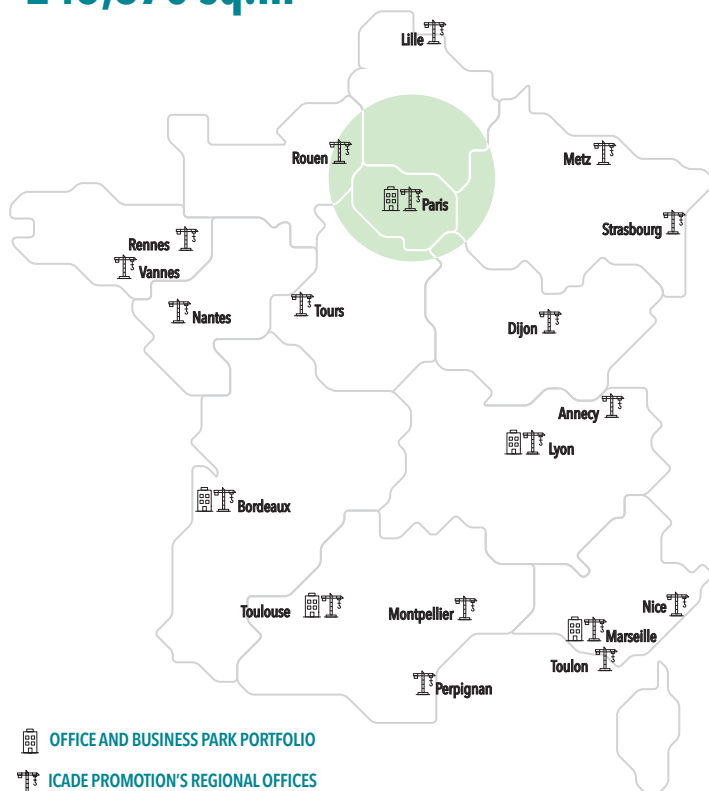 Lille
Rouen
Metz
Paris
Strasbourg
Rennes
Vannes
Nantes
Tours
Dijon
Annecy
Lyon
Bordeaux
Toulouse
Montpellier
Nice
Marseille
Toulon
Perpignan
OFFICE AND BUSINESS PARK PORTFOLIO
ICADE PROMOTION'S REGIONAL OFFICES